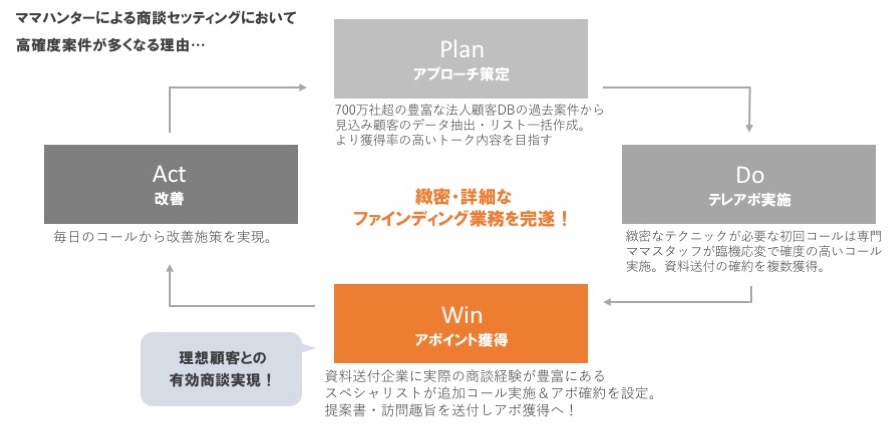 ママハンターによる商談セッティングにおいて
高確度案件が多くなる理由…
Plan
アプローチ策定
700万社超の豊富な法人顧客DBの過去案件から
見込み顧客のデータ抽出・リスト一括作成。
より獲得率の高いトーク内容を目指す
Act
改善
毎日のコールから改善施策を実現。
緻密・詳細な
ファインディング業務を完遂！
Do
テレアポ実施
緻密なテクニックが必要な初回コールは専門
ママスタッフが臨機応変で確度の高いコール
実施。資料送付の確約を複数獲得。
Win
アポイント獲得
理想顧客との
有効商談実現！
資料送付企業に実際の商談経験が豊富にある
スペシャリストが追加コール実施＆アポ確約を設定。
提案書・訪問趣旨を送付しアポ獲得へ！